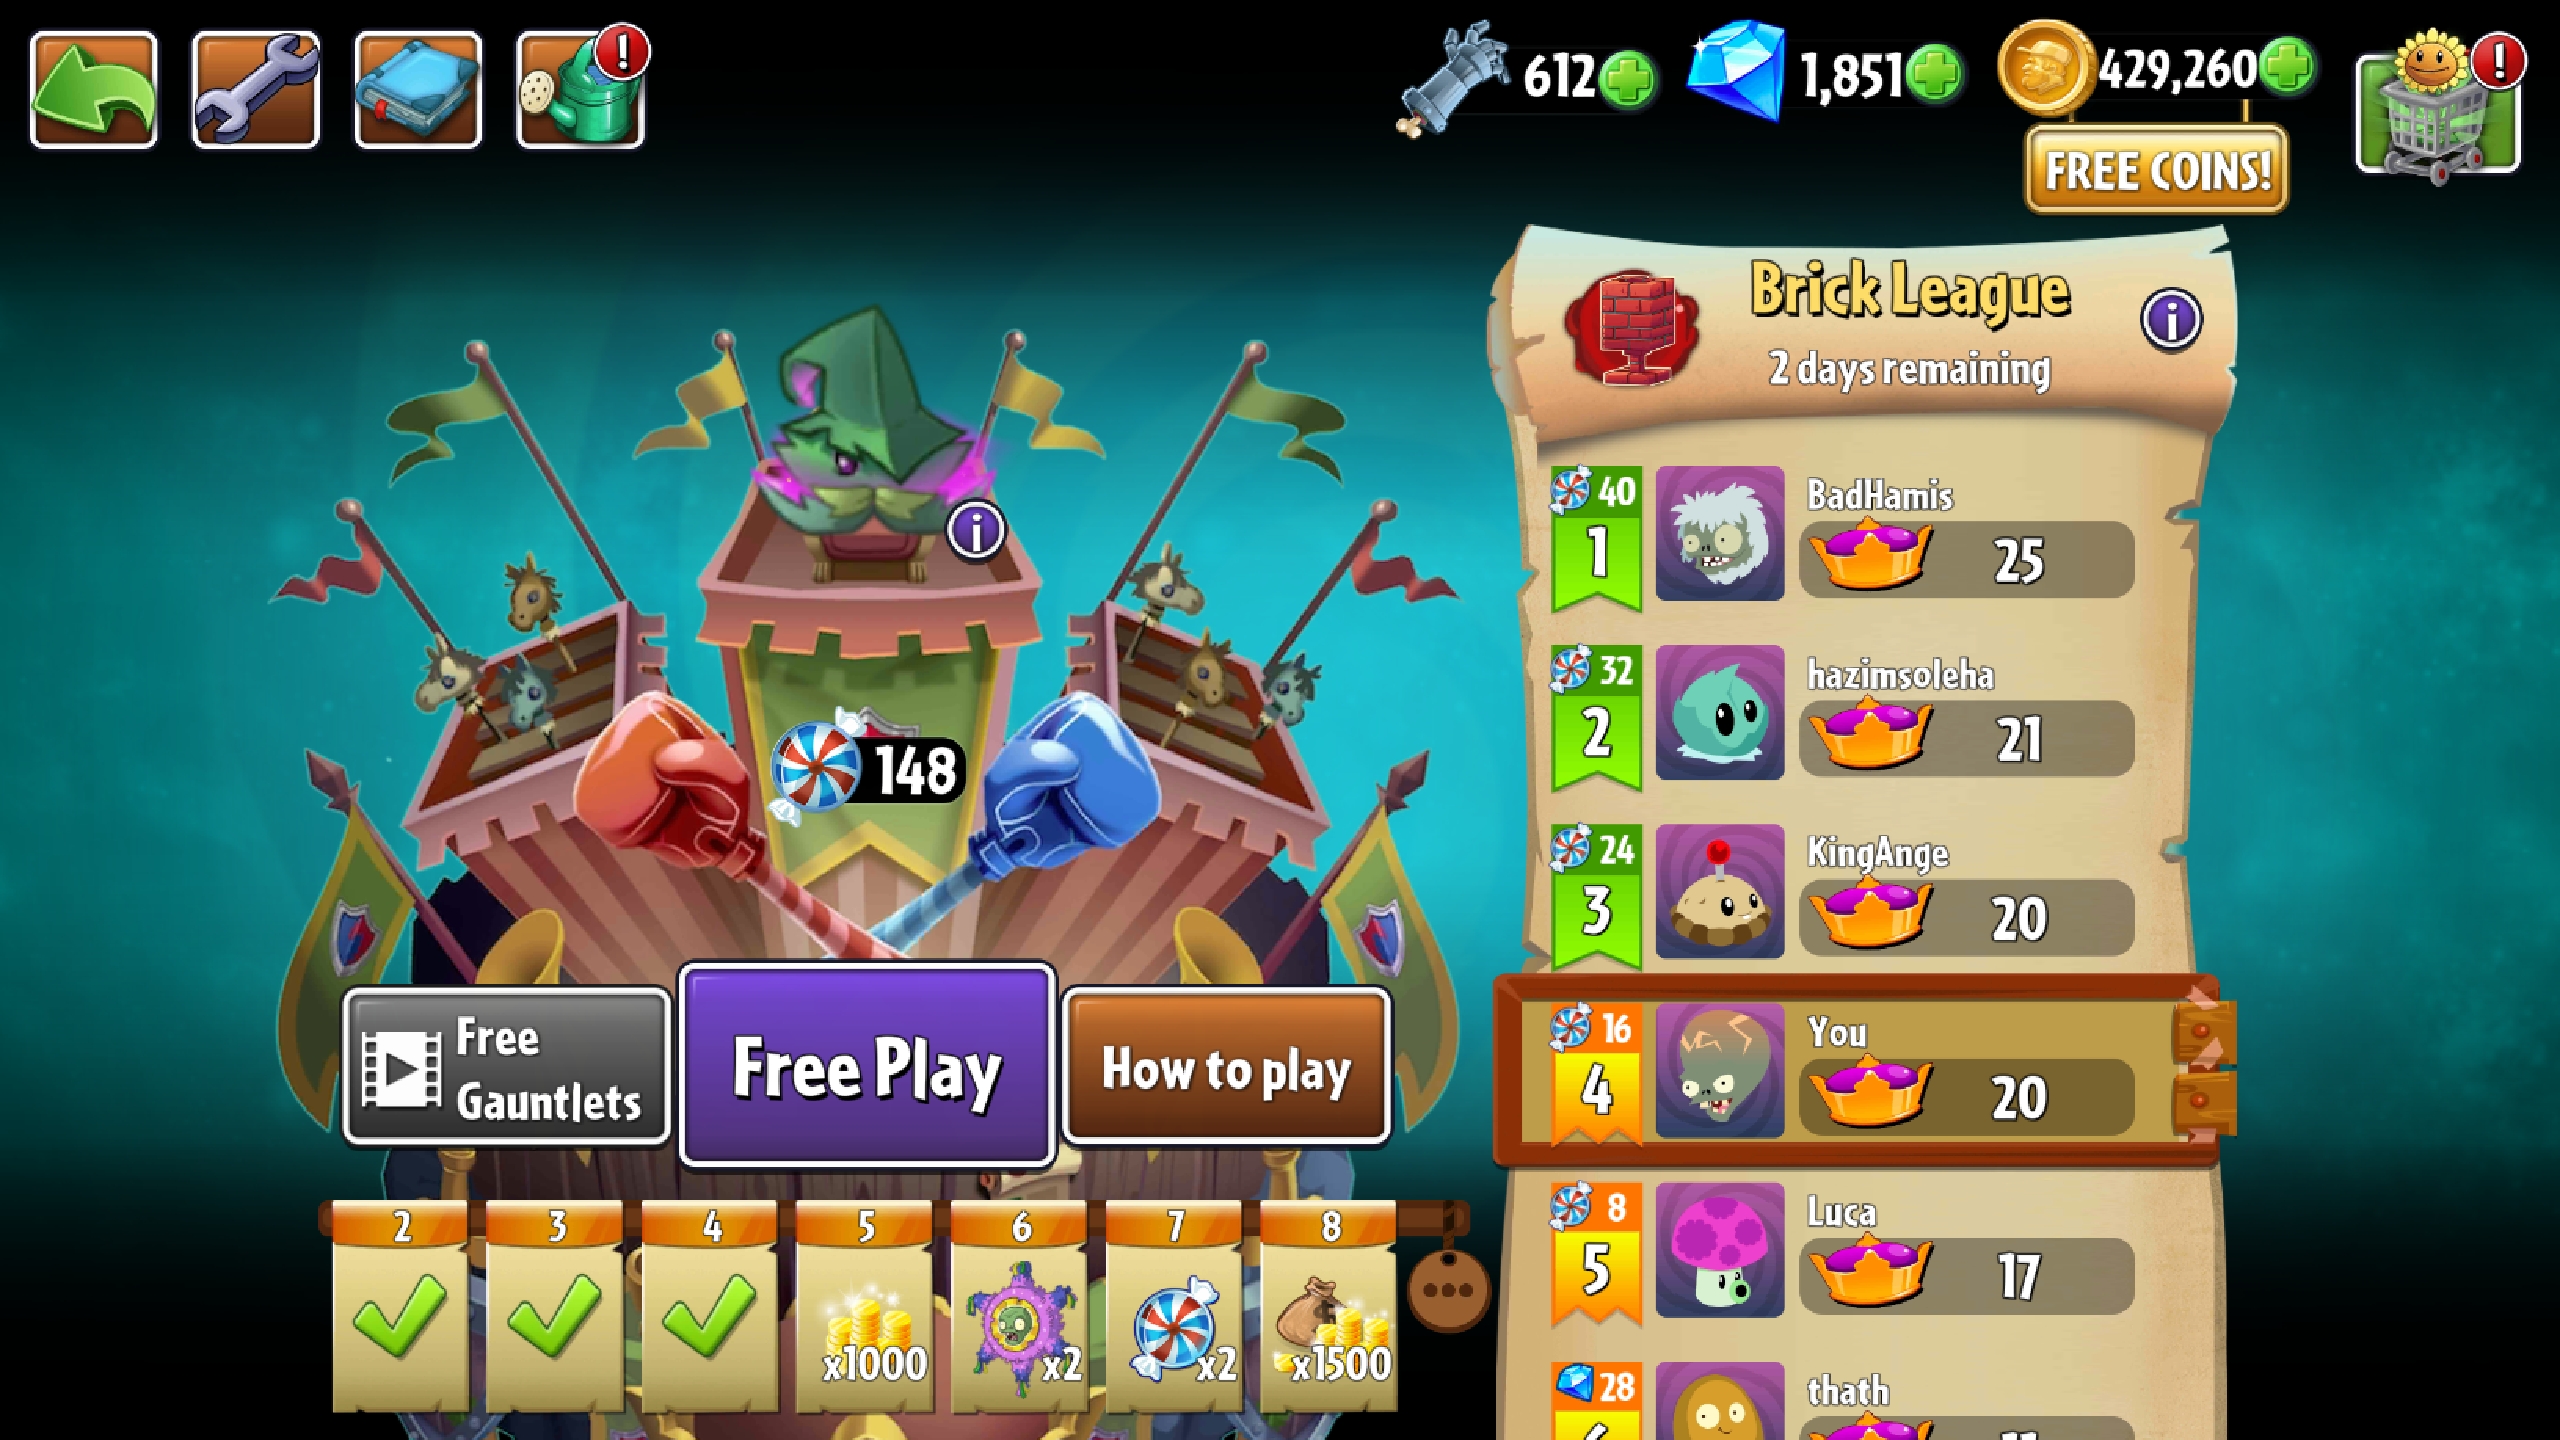 612
1,851
429,260
FREE COINS!
Brick League
2 days remaining
40
1
BadHamis
25
32
2
hazimsoleha
21
24
3
KingAnge
20
16
4
You
20
8
5
Luca
17
28
thath
148
Free
Gauntlets
Free Play
How to play
2
3
4
5
6
7
8
x1000
x2
x2
x1500